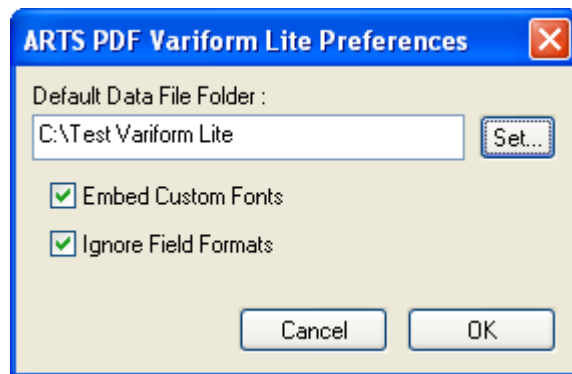 ARTS PDF Variform Lite Preferences
Default Data File Folder :
C:\Test Variform Lite
Set...
Embed Custom Fonts
Ignore Field Formats
Cancel
OK